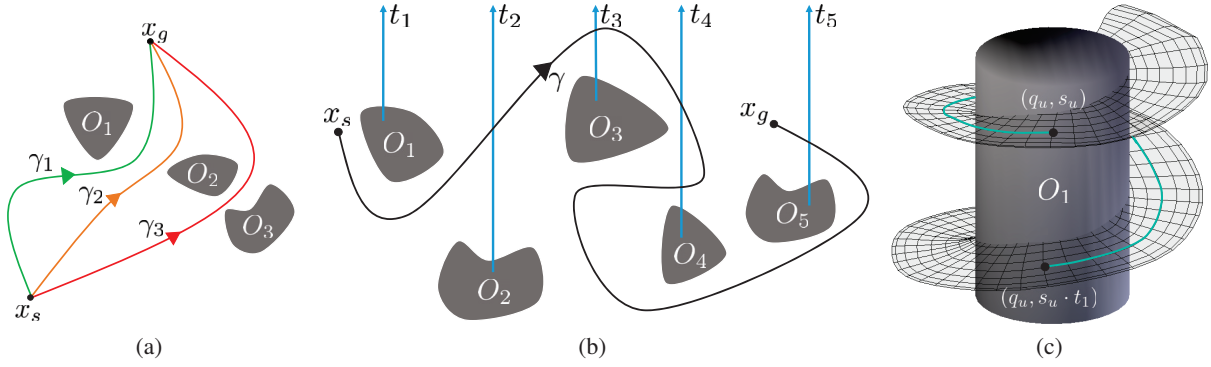 x_g
O_1
γ_1
O_2
γ_2
O_3
γ_3
x_s
(a)
t_1 t_2 t_3 t_4 t_5
γ
x_s
O_1
O_3
x_g
O_5
O_4
O_2
(b)
(q_u, s_u)
O_1
(q_u, s_u · t_1)
(c)